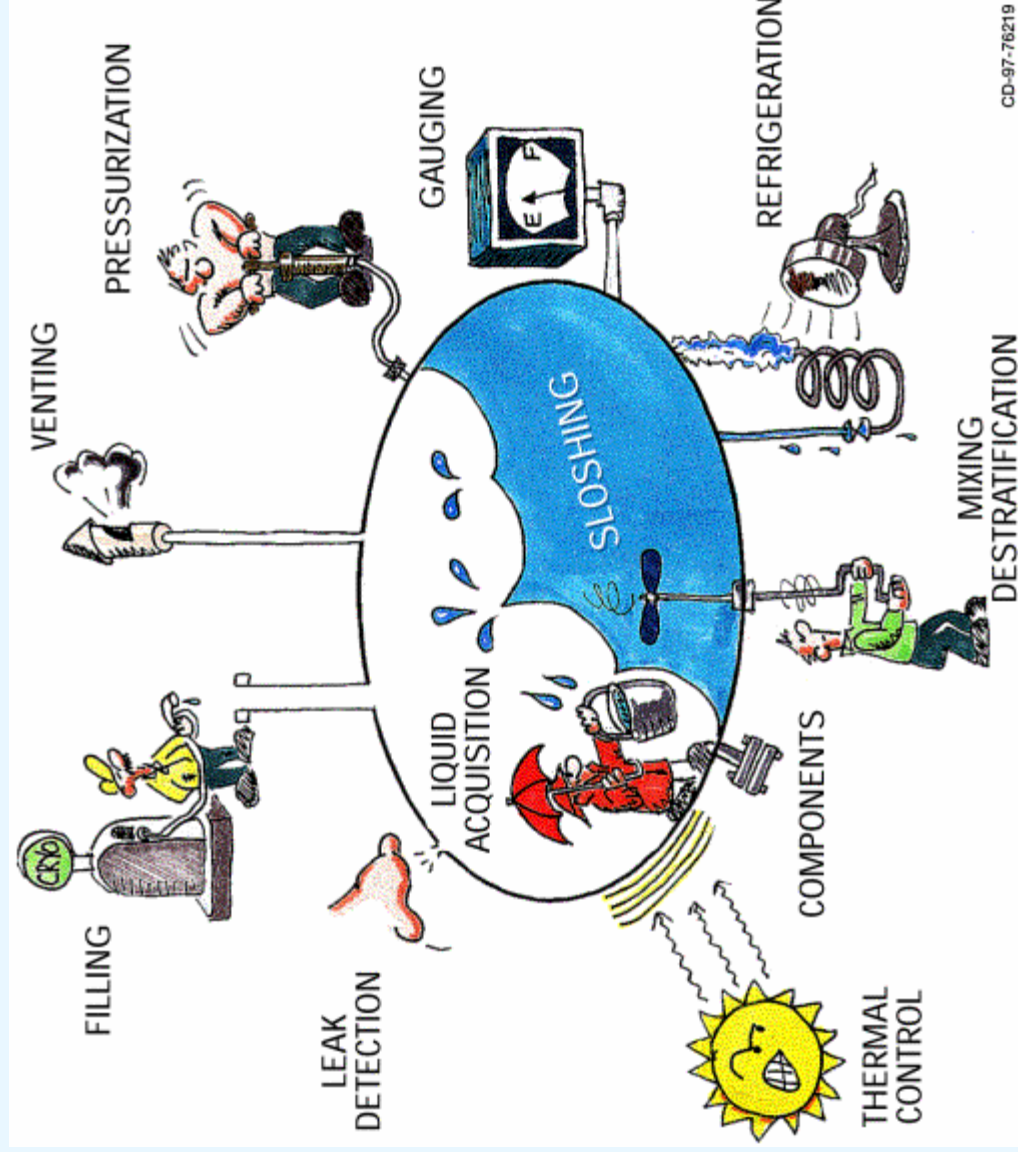 FILLING
CRYO
VENTING
PRESSURIZATION
LEAK
DETECTION
LIQUID
ACQUISITION
GAUGING
E F
SLOSHING
THERMAL
CONTROL
COMPONENTS
MIXING
DESTRATIFICATION
REFRIGERATION
CD-97-76219